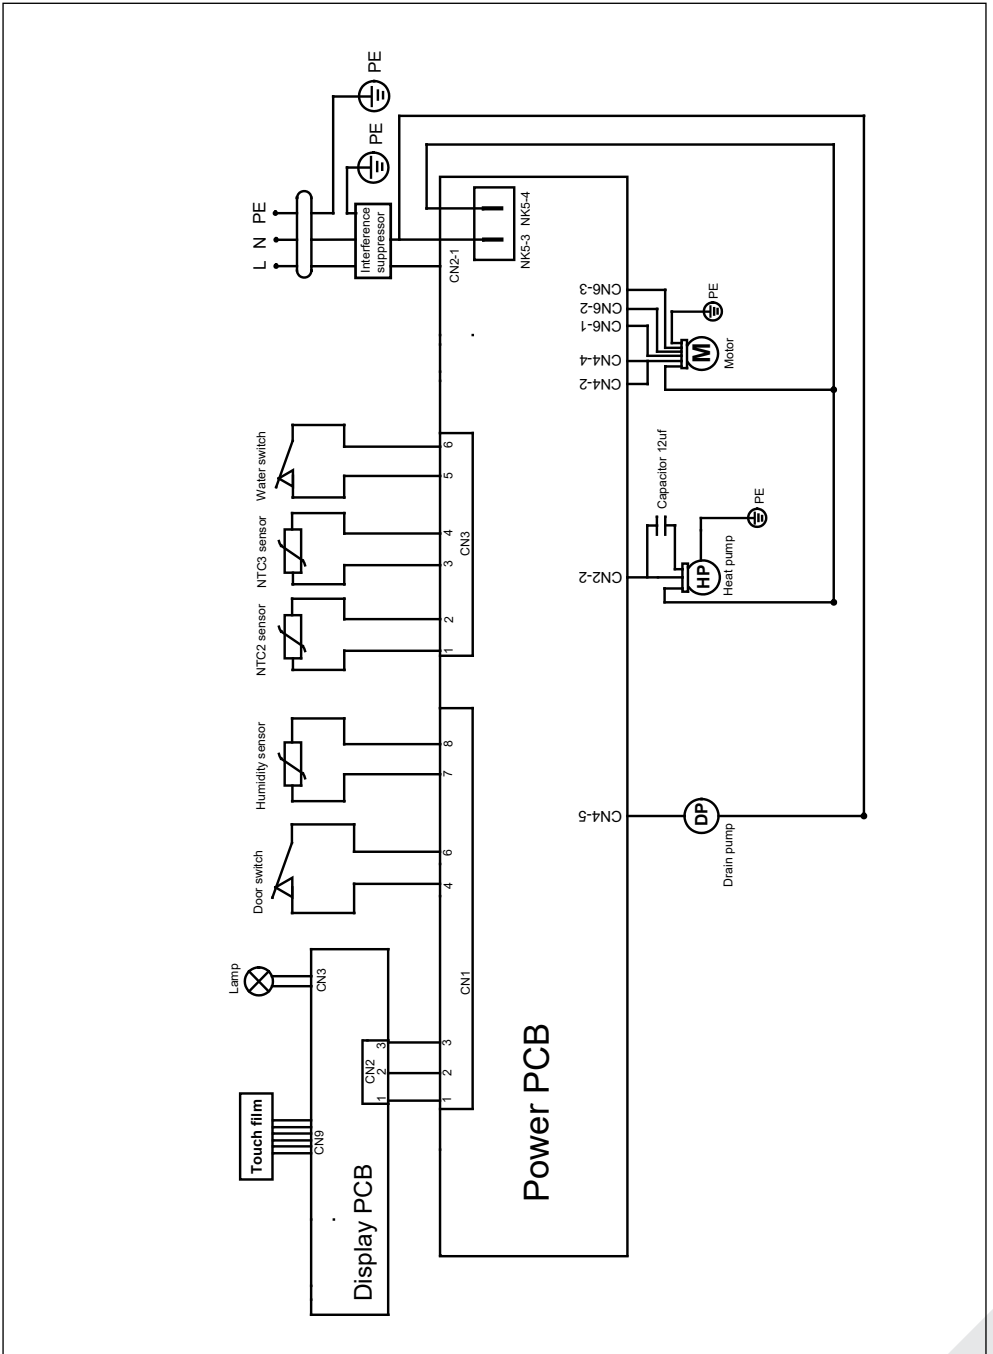 L
N
PE
PE
PE
Interference
suppressor
CN2-1
NK5-3
NK5-4
Water switch
NTC3 sensor
NTC2 sensor
Humidity sensor
Door switch
Lamp
Touch film
CN3
CN9
CN2
1
2
3
Display PCB
6
5
4
3
2
1
CN3
8
7
6
4
3
2
1
CN1
Power PCB
CN6-3
CN6-2
CN6-1
CN4-4
CN4-2
PE
M
Motor
Capacitor 12uf
CN2-2
PE
HP
Heat pump
CN4-5
DP
Drain pump